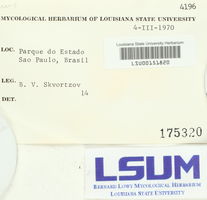 4196
MYCOLOGICAL HERBARIUM OF LOUISIANA STATE UNIVERSITY
4-III-1970
Louisiana State University Herbarium
LSU00151820
LOC: Parque do Estado
Sao Paulo, Brasil
LEG. B. V. Skvortzov
14
DET.
175320
LSUM
BERNARD LOWY MYCOLOGICAL HERBARIUM
LOUISIANA STATE UNIVERSITY